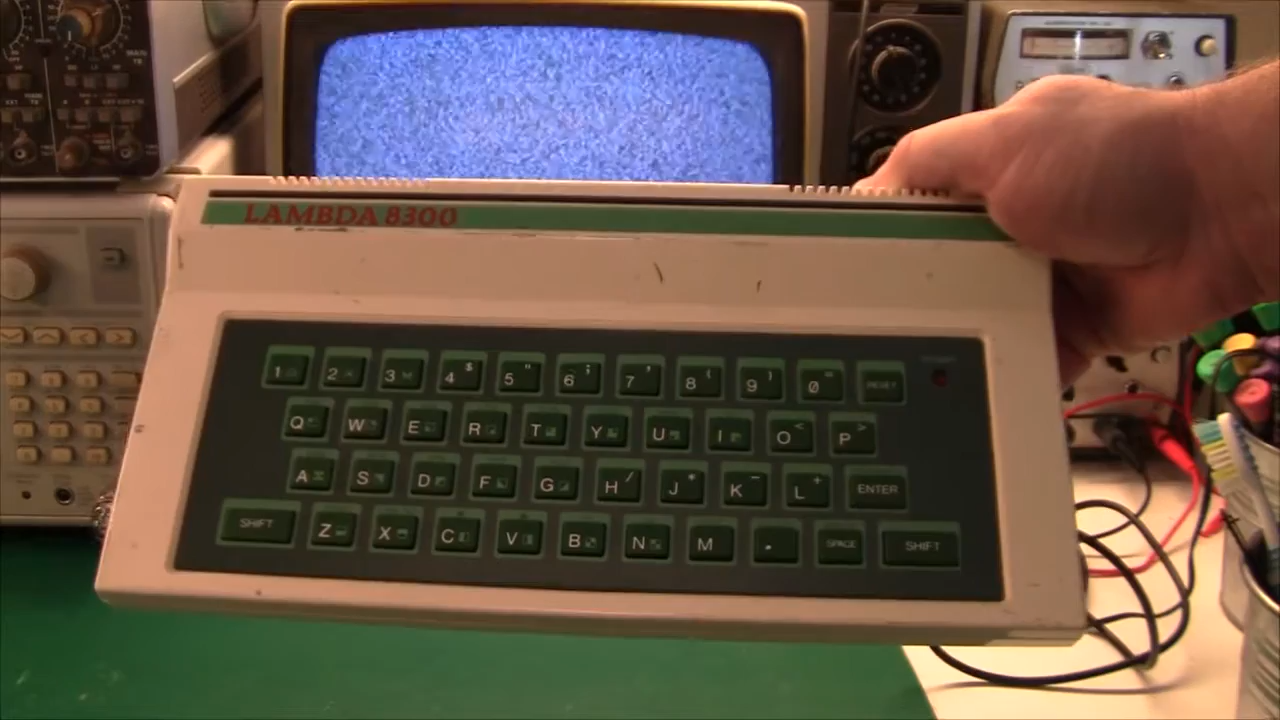 LAMBDA 8300
1 2 3 4 $ 5 " 6 ; 7 ' 8 ( 9 ) 0 = RESET
Q W E R T Y U I O < P >
A S D F G H / J * K - L + ENTER
SHIFT Z X C V B N M . SPACE SHIFT